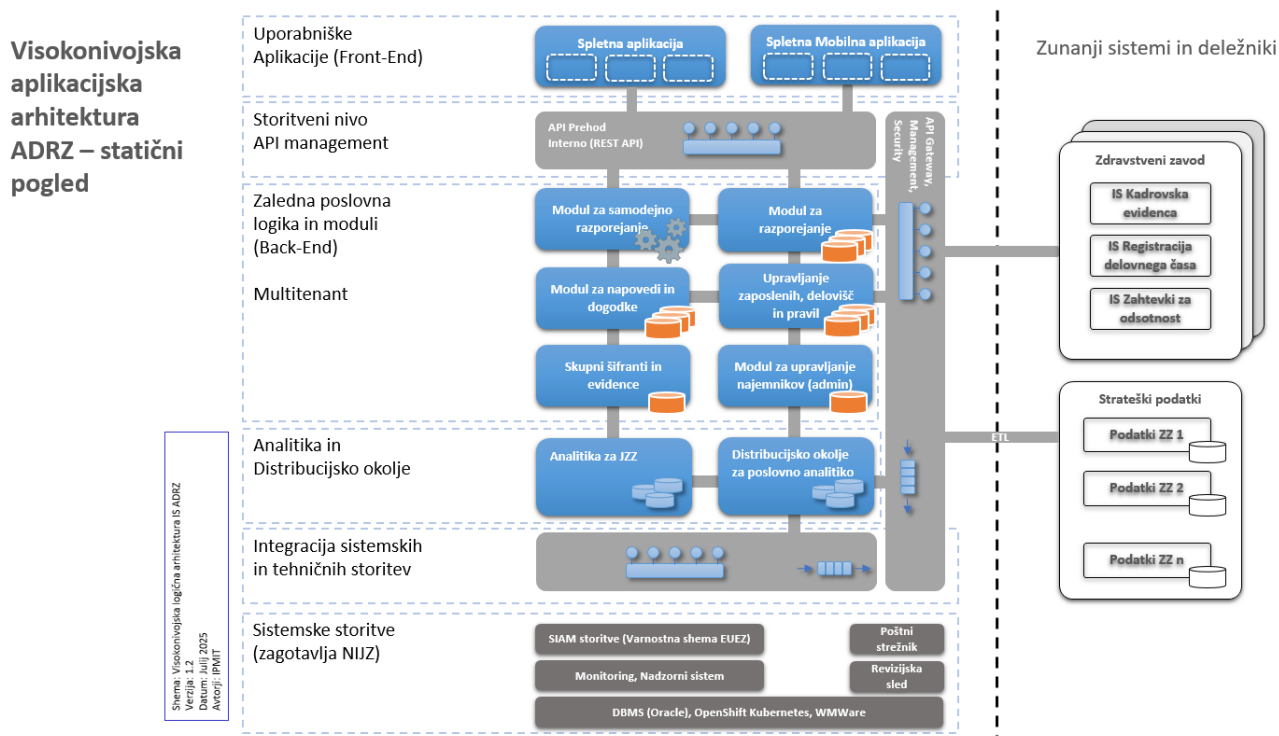 Visokonivojska
aplikacijska
arhitektura
ADRZ – statični
pogled
Uporabniške
Aplikacije (Front-End)
Spletna aplikacija
Spletna Mobilna aplikacija
Storitveni nivo
API management
API Prehod
Interno (REST API)
API Gateway,
Management,
Security
Zaledna poslovna
logika in moduli
(Back-End)
Multitenant
Modul za samodejno
razporejanje
Modul za
razporejanje
Modul za napovedi in
dogodke
Upravljanje
zaposlenih, delovišč
in pravil
Skupni šifranti in
evidence
Modul za upravljanje
najemnikov (admin)
Analitika in
Distribucijsko okolje
Analitika za JZZ
Distribucijsko okolje
za poslovno analitiko
Integracija sistemskih
in tehničnih storitev
Sistemske storitve
(zagotavlja NIJZ)
SIAM storitve (Varnostna shema EUEZ)
Poštni
strežnik
Monitoring, Nadzorni sistem
Revizijska
sled
DBMS (Oracle), OpenShift Kubernetes, WMWare
Zunanji sistemi in deležniki
Zdravstveni zavod
IS Kadrovska
evidenca
IS Registracija
delovnega časa
IS Zahtevki za
odsotnost
ETL
Strateški podatki
Podatki ZZ 1
Podatki ZZ 2
Podatki ZZ n
Shema: Visokonivojska logična arhitektura IS ADRZ
Verzija: 1.2
Datum: Julij 2025
Avtorji: IPMIT